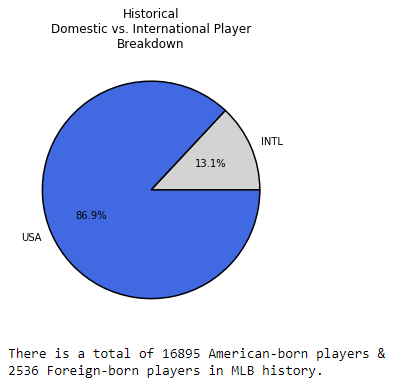 Historical
Domestic vs. International Player
Breakdown
INTL
13.1%
86.9%
USA
There is a total of 16895 American-born players &
2536 Foreign-born players in MLB history.